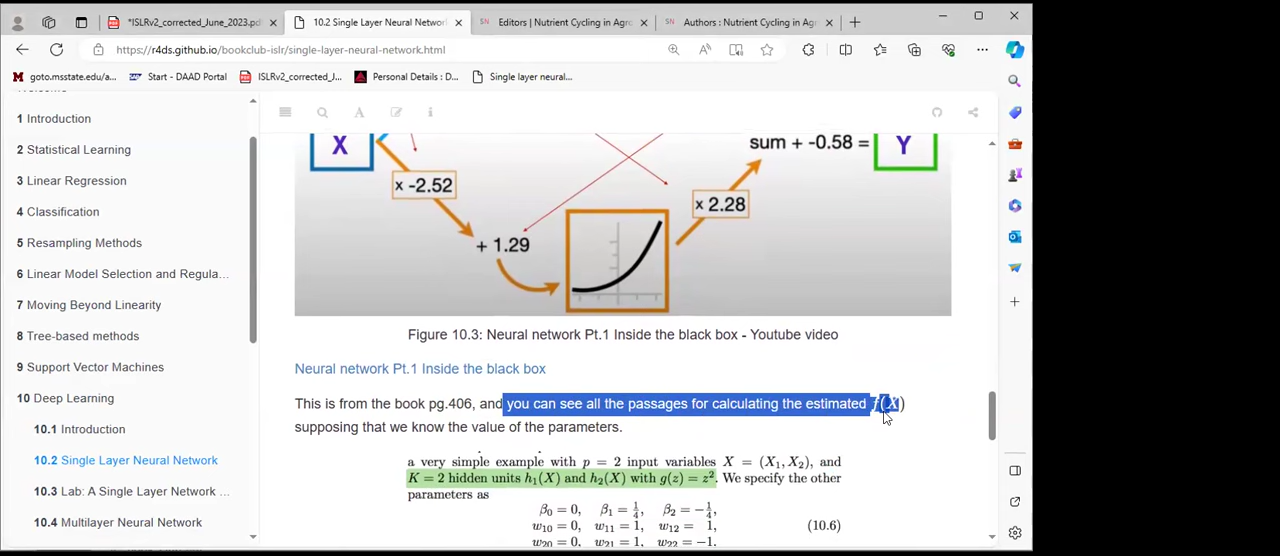 *ISLRv2_corrected_June_2023.pd
10.2 Single Layer Neural Networ
SN Editors | Nutrient Cycling in Agr
SN Authors : Nutrient Cycling in Ag
https://r4ds.github.io/bookclub-islr/single-layer-neural-network.html
goto.msstate.edu/a...
Start - DAAD Portal
ISLRv2_corrected_J...
Personal Details : D...
Single layer neural...
1 Introduction
2 Statistical Learning
3 Linear Regression
4 Classification
5 Resampling Methods
6 Linear Model Selection and Regula...
7 Moving Beyond Linearity
8 Tree-based methods
9 Support Vector Machines
10 Deep Learning
10.1 Introduction
10.2 Single Layer Neural Network
10.3 Lab: A Single Layer Network ...
10.4 Multilayer Neural Network
X
sum + -0.58 =
Y
x -2.52
x 2.28
+ 1.29
Figure 10.3: Neural network Pt.1 Inside the black box - Youtube video
Neural network Pt.1 Inside the black box
This is from the book pg.406, and you can see all the passages for calculating the estimated f(X)
supposing that we know the value of the parameters.
a very simple example with p = 2 input variables X = (X₁, X₂), and
K = 2 hidden units h₁(X) and h₂(X) with g(z) = z². We specify the other
parameters as
β₀ = 0, β₁ = 1/4, β₂ = −1/4,
w₁₀ = 0, w₁₁ = 1, w₁₂ = 1, (10.6)
w₂₀ = 0, w₂₁ = 1, w₂₂ = −1.